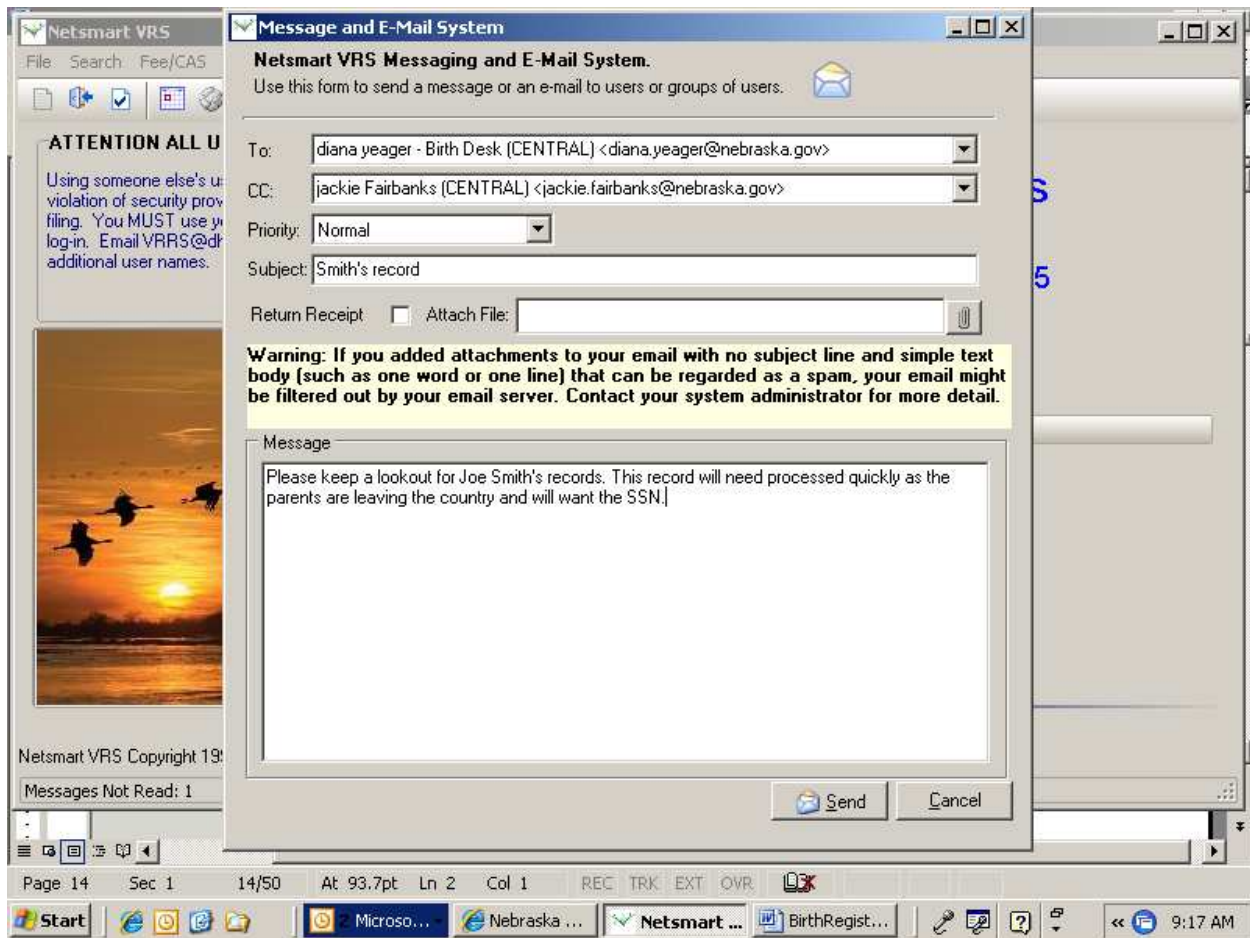 Netsmart VRS
File Search Fee/CAS
ATTENTION ALL U
Using someone else's
violation of security prov
filing. You MUST use
log-in. Email VRRS@dh
additional user names.
Netsmart VRS Copyright 19
Messages Not Read: 1
Message and E-Mail System
Netsmart VRS Messaging and E-Mail System.
Use this form to send a message or an e-mail to users or groups of users.
To: diana yeager - Birth Desk (CENTRAL) <diana.yeager@nebraska.gov>
CC: jackie Fairbanks (CENTRAL) <jackie.fairbanks@nebraska.gov>
Priority: Normal
Subject: Smith's record
Return Receipt Attach File:
Warning: If you added attachments to your email with no subject line and simple text
body (such as one word or one line) that can be regarded as a spam, your email might
be filtered out by your email server. Contact your system administrator for more detail.
Message
Please keep a lookout for Joe Smith's records. This record will need processed quickly as the
parents are leaving the country and will want the SSN.
Send Cancel
S
5
Page 14 Sec 1 14/50 At 93.7pt Ln 2 Col 1 REC TRK EXT OVR
Start 2 Microso... Nebraska ... Netsmart ... BirthRegist... « 9:17 AM